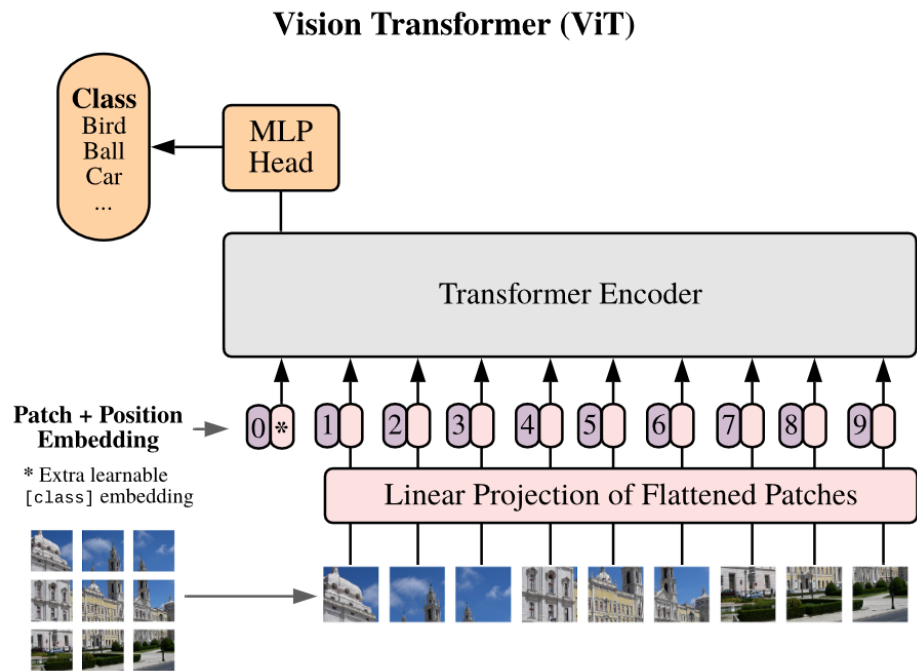 Vision Transformer (ViT)
Class
Bird
Ball
Car
...
MLP
Head
Transformer Encoder
Patch + Position
Embedding
0 * 1 2 3 4 5 6 7 8 9
* Extra learnable
[class] embedding
Linear Projection of Flattened Patches